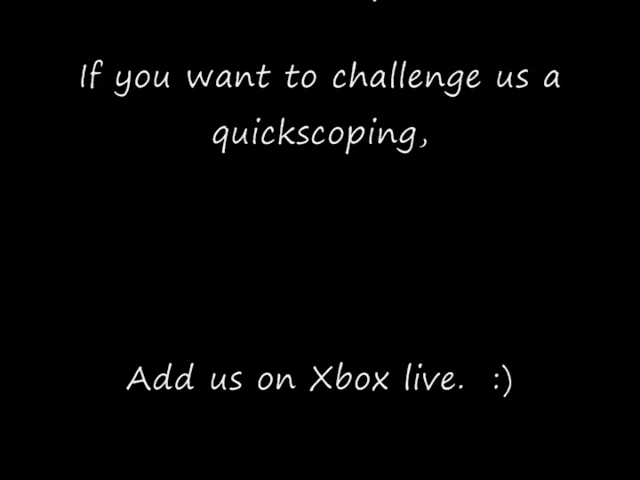 If you want to challenge us a
quickscoping,
Add us on Xbox live. :)